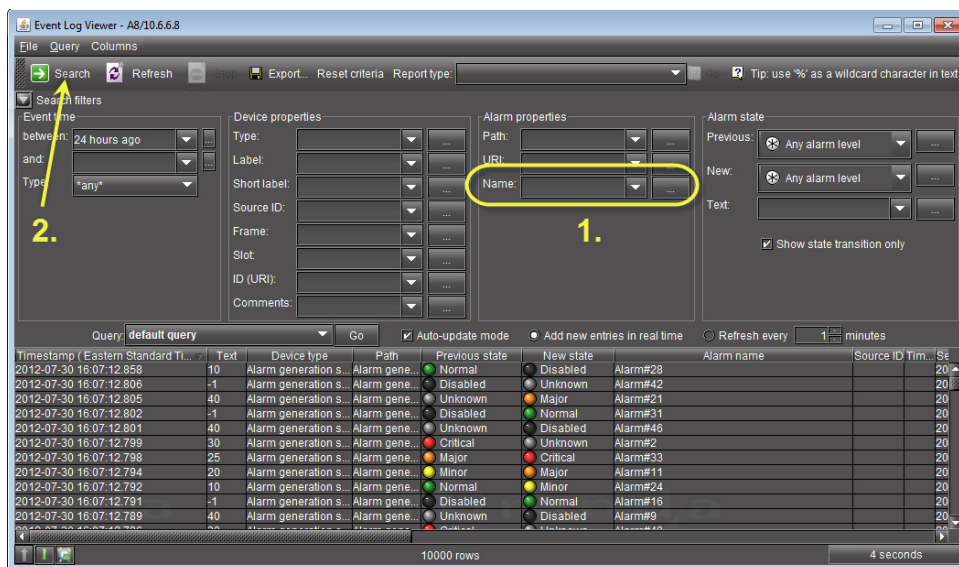 Event Log Viewer - A8/10.6.6.8
File Query Columns
Search Refresh Stop Export... Reset criteria Report type: Go Tip: use '%' as a wildcard character in text
Search filters
Event time Device properties Alarm properties Alarm state
between: 24 hours ago ... Type: ... Path: ... Previous: Any alarm level ...
and: ... Label: ... URI: ... New: Any alarm level ...
Type *any* Short label: ... Name: ... Text: ...
Source ID: ...
2. Frame: ... 1.
Slot: ... Show state transition only
ID (URI): ...
Comments: ...
Query: default query Go Auto-update mode Add new entries in real time Refresh every 1 minutes
Timestamp ( Eastern Standard Ti... Text Device type Path Previous state New state Alarm name Source ID Tim... Se
2012-07-30 16:07:12.858 10 Alarm generation s... Alarm gene... Normal Disabled Alarm#28 20
2012-07-30 16:07:12.806 -1 Alarm generation s... Alarm gene... Disabled Unknown Alarm#42 20
2012-07-30 16:07:12.805 40 Alarm generation s... Alarm gene... Unknown Major Alarm#21 20
2012-07-30 16:07:12.802 -1 Alarm generation s... Alarm gene... Disabled Normal Alarm#31 20
2012-07-30 16:07:12.801 40 Alarm generation s... Alarm gene... Unknown Disabled Alarm#46 20
2012-07-30 16:07:12.799 30 Alarm generation s... Alarm gene... Critical Unknown Alarm#2 20
2012-07-30 16:07:12.798 25 Alarm generation s... Alarm gene... Major Critical Alarm#33 20
2012-07-30 16:07:12.794 20 Alarm generation s... Alarm gene... Minor Major Alarm#11 20
2012-07-30 16:07:12.792 10 Alarm generation s... Alarm gene... Normal Minor Alarm#24 20
2012-07-30 16:07:12.791 -1 Alarm generation s... Alarm gene... Disabled Normal Alarm#16 20
2012-07-30 16:07:12.789 40 Alarm generation s... Alarm gene... Unknown Disabled Alarm#9 20
10000 rows 4 seconds